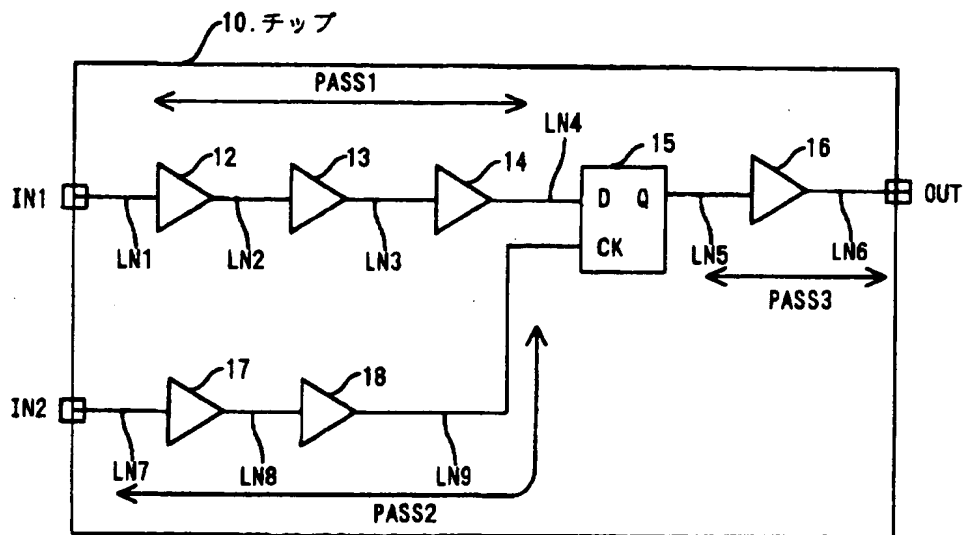 10.チップ
PASS1
LN4
12
13
14
15
16
IN1
D Q
OUT
CK
LN1
LN2
LN3
LN5
LN6
PASS3
17
18
IN2
LN7
LN8
LN9
PASS2